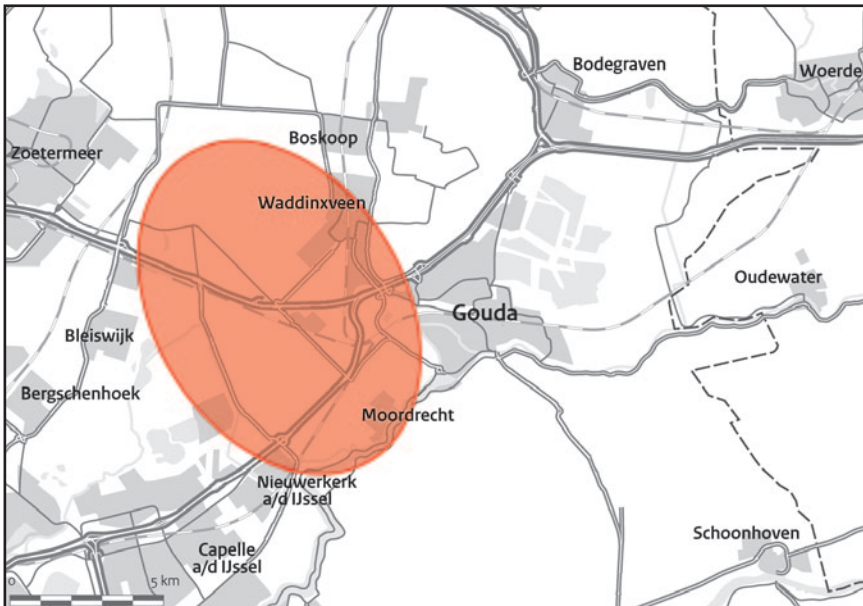 Bodegraven
Woerde
Boskoop
Zoetermeer
Waddinxveen
Oudewater
Gouda
Bleiswijk
Bergschenhoek
Moordrecht
Nieuwerkerk
a/d IJssel
Schoonhoven
Capelle
a/d IJssel
0 5 km